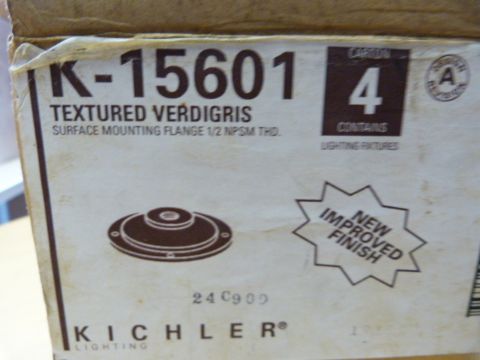 K-15601
TEXTURED VERDIGRIS
SURFACE MOUNTING FLANGE 1/2 NPSM THD.
CARTON
4
CONTAINS
LIGHTING FIXTURES
A
NEW
IMPROVED
FINISH
24C900
KICHLER®
LIGHTING